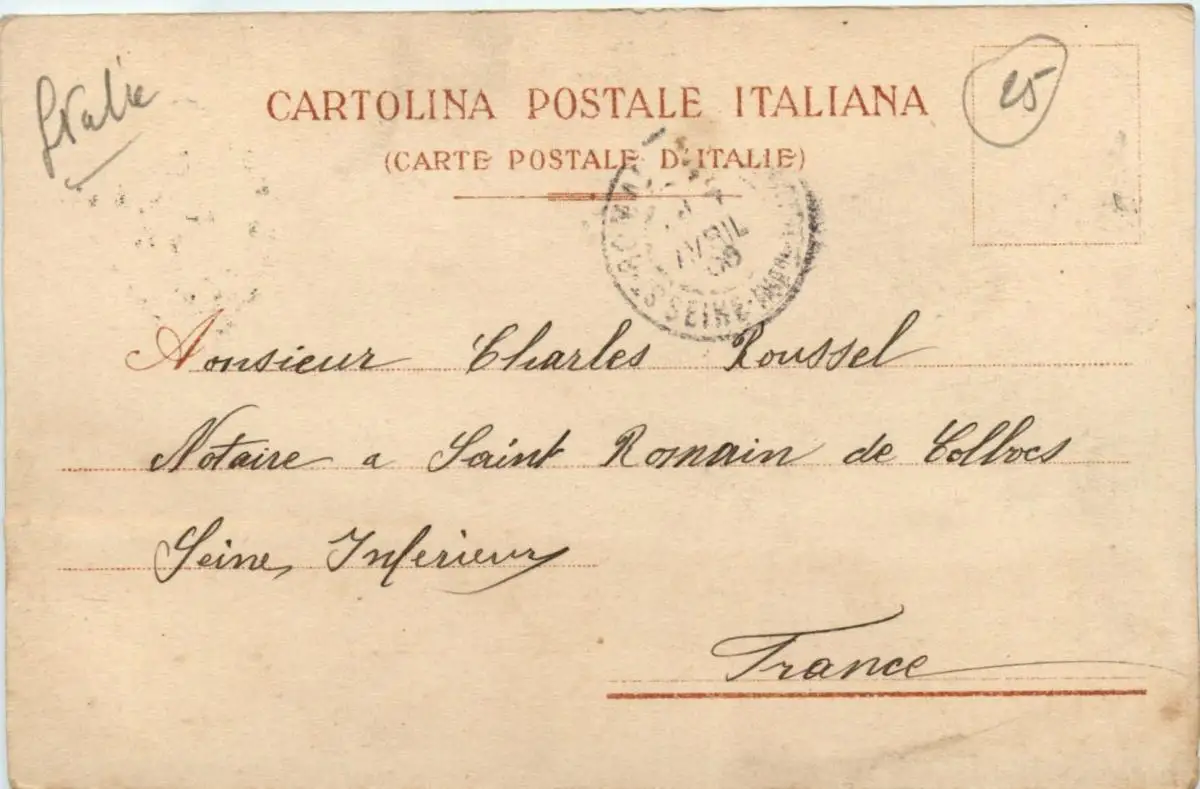 Italie
25
CARTOLINA POSTALE ITALIANA
(CARTE POSTALE D'ITALIE)
AVRIL
SEINE
Monsieur Charles Roussel
Notaire a Saint Romain de Colbocs
Seine Inferieur
France